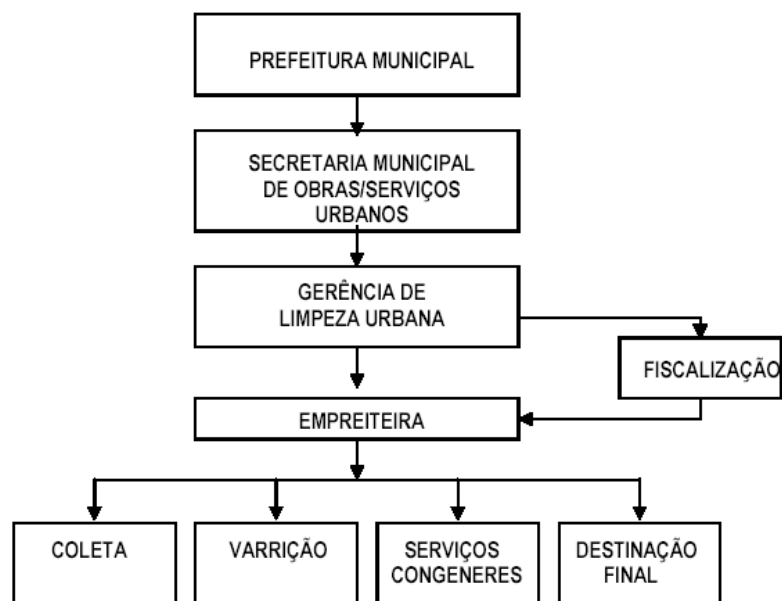 PREFEITURA MUNICIPAL
SECRETARIA MUNICIPAL
DE OBRAS/SERVIÇOS
URBANOS
GERÊNCIA DE
LIMPEZA URBANA
FISCALIZAÇÃO
EMPREITEIRA
COLETA
VARRIÇÃO
SERVIÇOS
CONGENERES
DESTINAÇÃO
FINAL